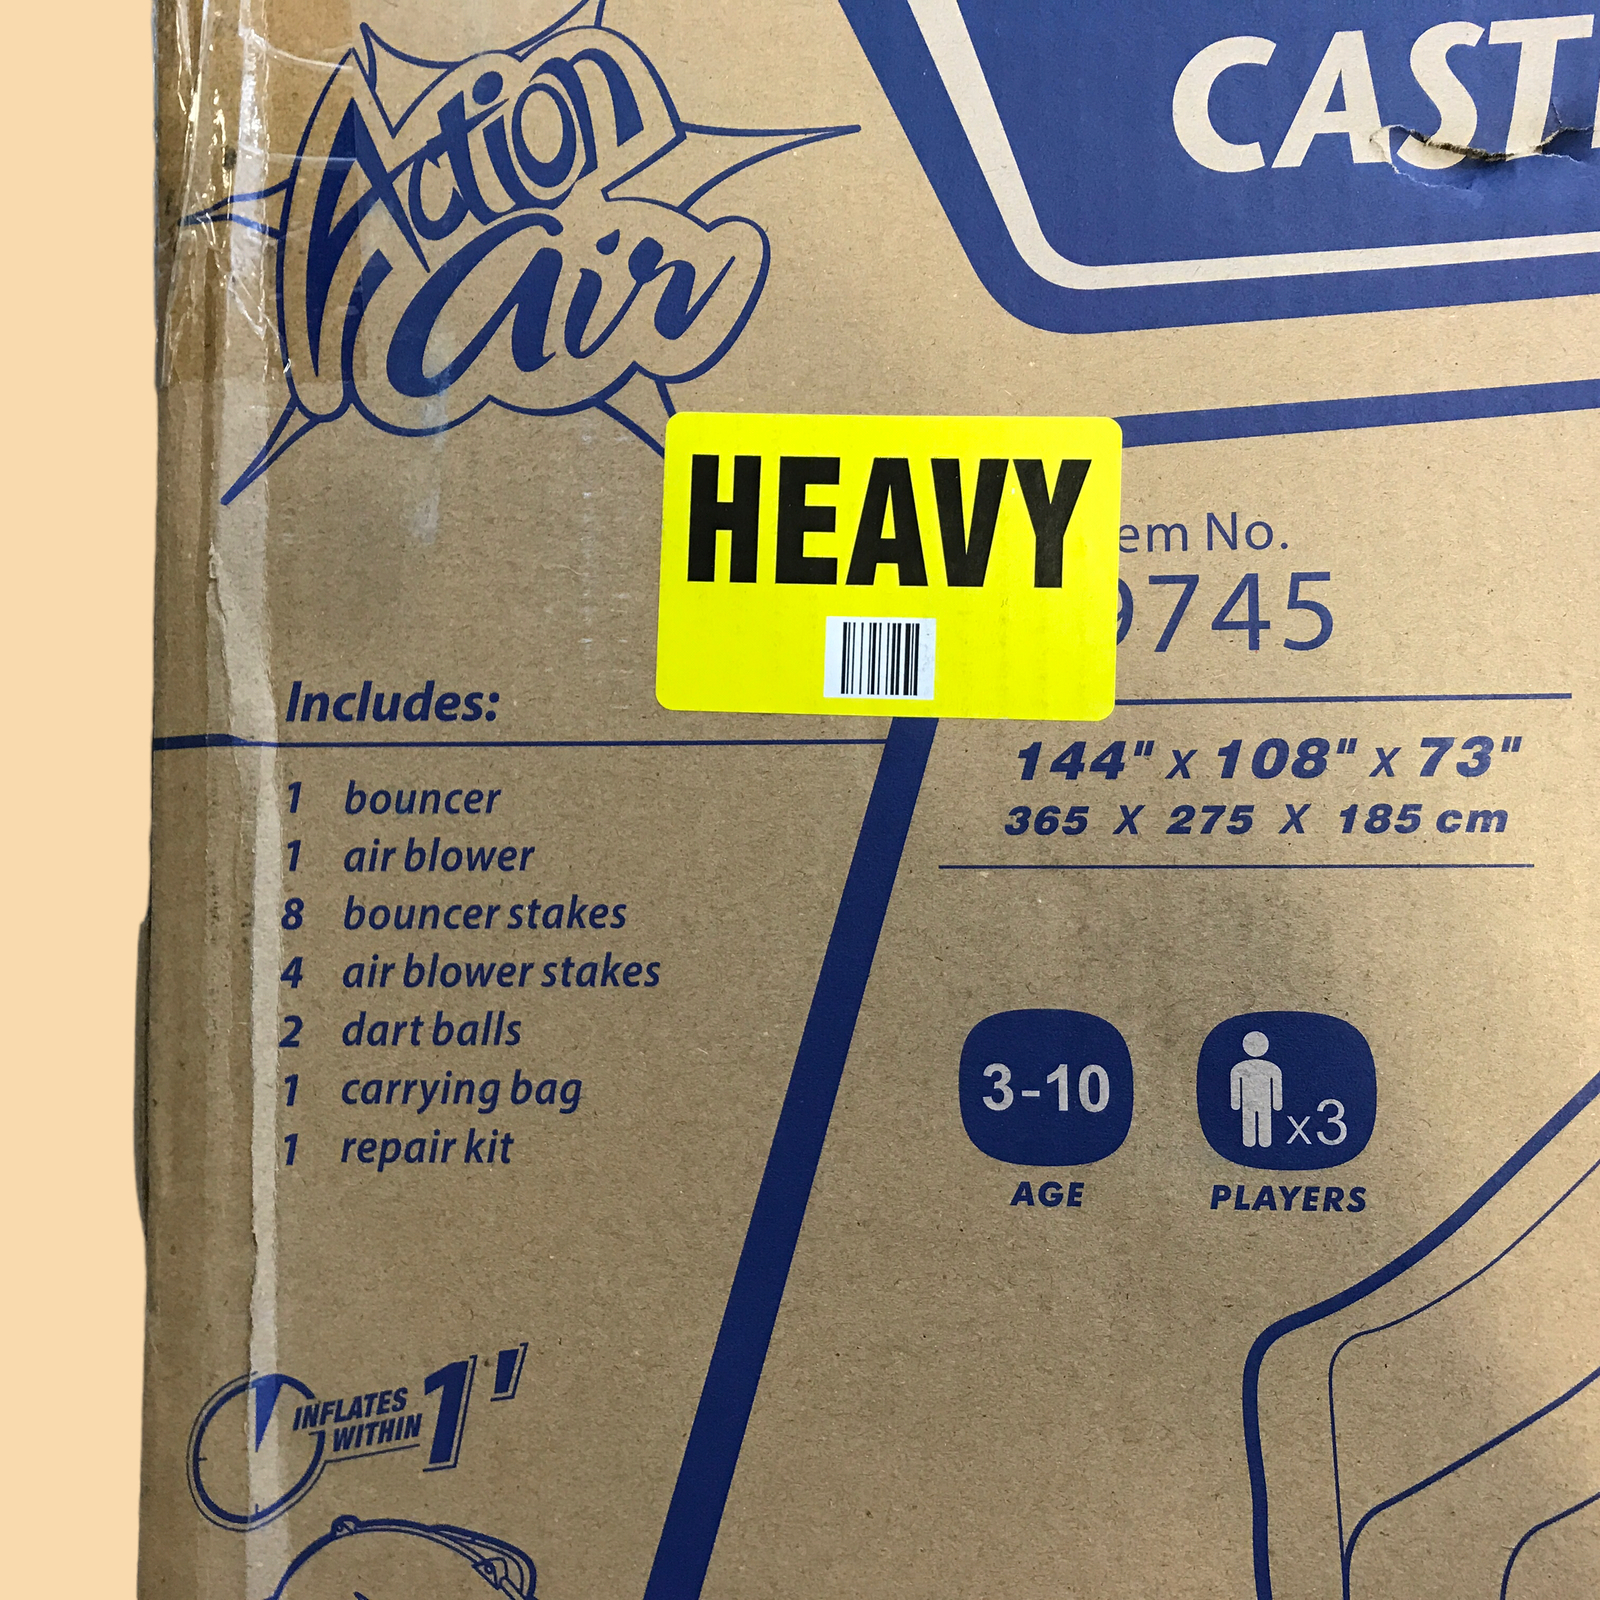 Action
air
CAST
HEAVY
em No.
9745
Includes:
1 bouncer
1 air blower
8 bouncer stakes
4 air blower stakes
2 dart balls
1 carrying bag
1 repair kit
144" x 108" x 73"
365 X 275 X 185 cm
3-10
AGE
x3
PLAYERS
INFLATES
WITHIN
1'